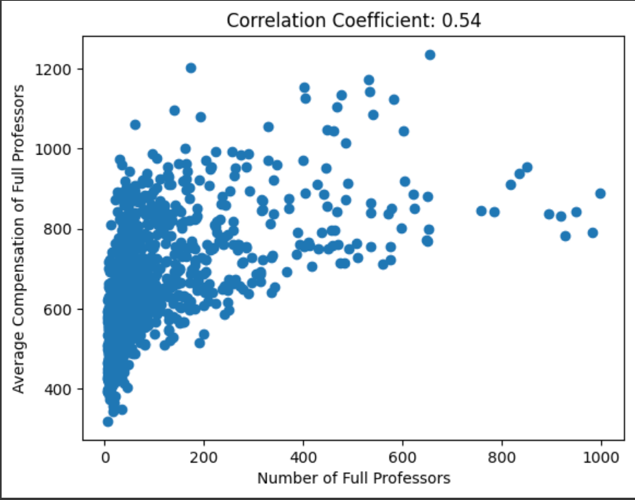 Correlation Coefficient: 0.54
1200
1000
800
600
400
Average Compensation of Full Professors
0 200 400 600 800 1000
Number of Full Professors